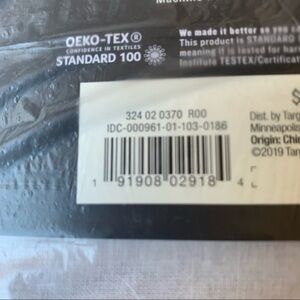 OEKO-TEX®
CONFIDENCE IN TEXTILES
STANDARD 100
We made it better so you
This product is STANDARD
meaning it is tested for har
Institute TESTEX/Certificat
324 02 0370 R00
IDC-000961-01-103-0186
Dist. by Targ
Minneapolis
Origin: Chi
©2019 Tar
1 91908 02918 4